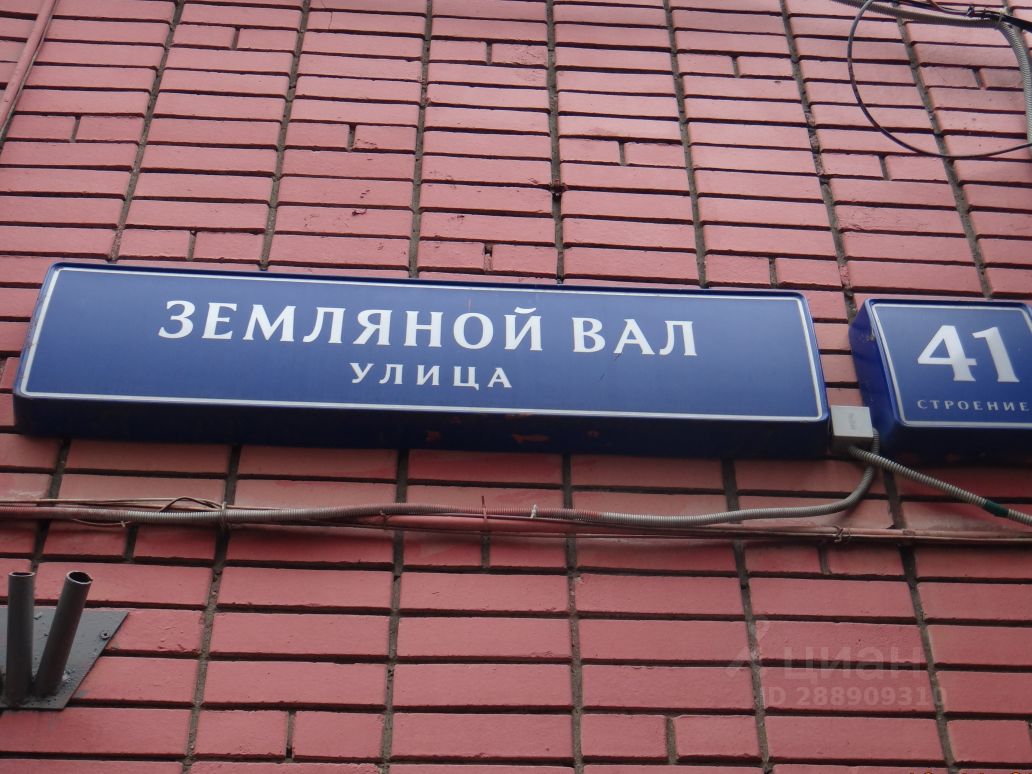 ЗЕМЛЯНОЙ ВАЛ
УЛИЦА
41
СТРОЕНИЕ
циан
ID 288909310